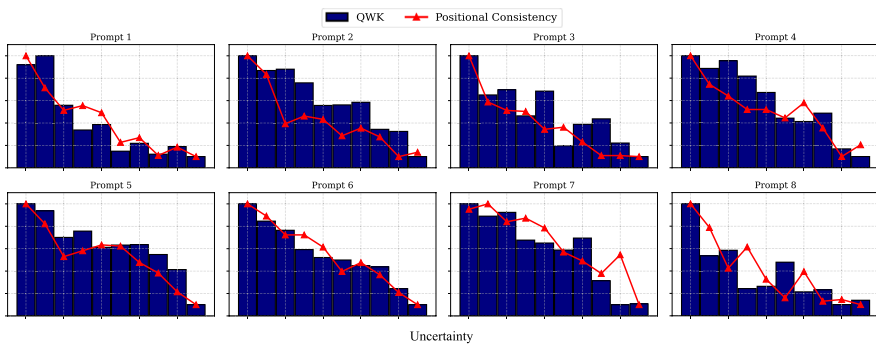 QWK Positional Consistency
Prompt 1 Prompt 2 Prompt 3 Prompt 4
Prompt 5 Prompt 6 Prompt 7 Prompt 8
Uncertainty